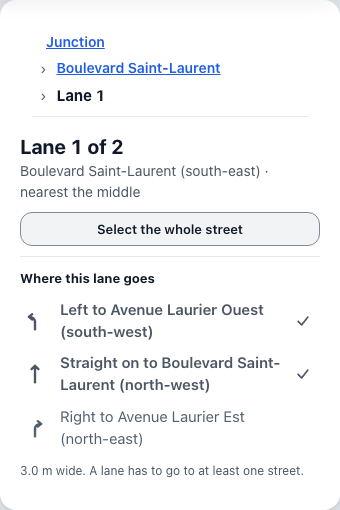 Junction
› Boulevard Saint-Laurent
› Lane 1
Lane 1 of 2
Boulevard Saint-Laurent (south-east) ·
nearest the middle
Select the whole street
Where this lane goes
Left to Avenue Laurier Ouest
(south-west)
Straight on to Boulevard Saint-
Laurent (north-west)
Right to Avenue Laurier Est
(north-east)
3.0 m wide. A lane has to go to at least one street.